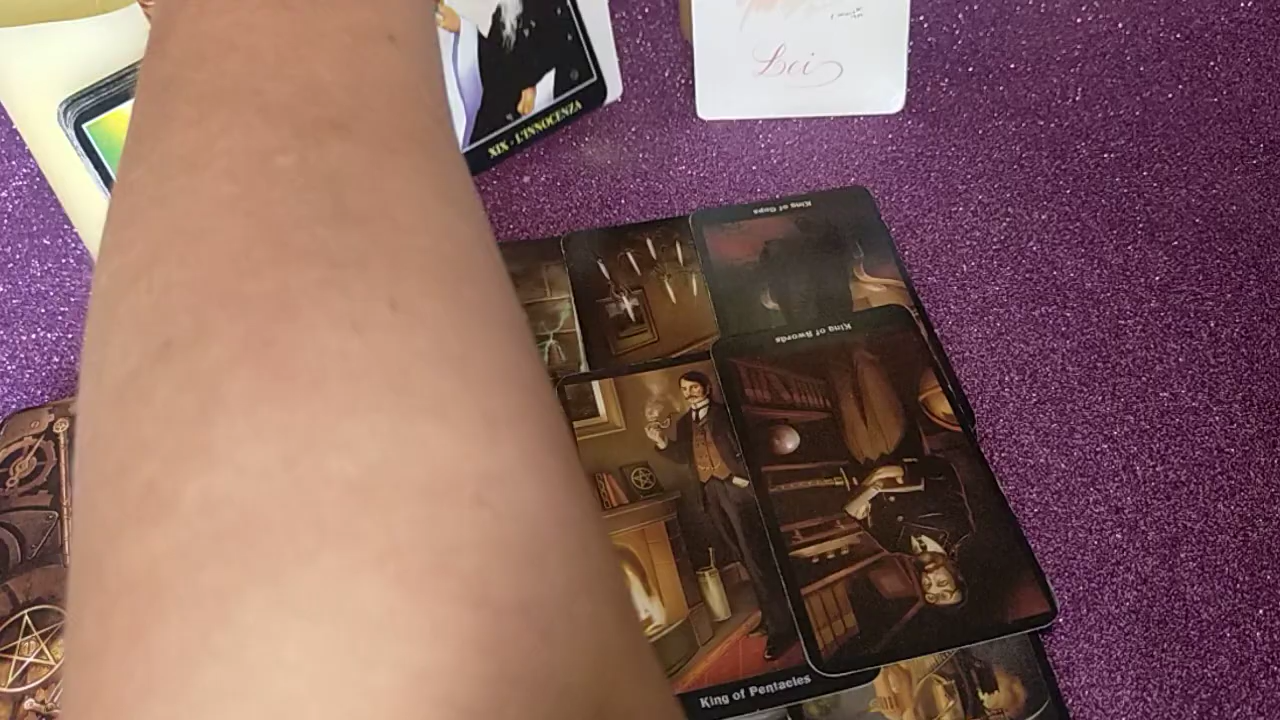 Lei
XIX - L'INNOCENZA
King of Cups
King of Swords
King of Pentacles